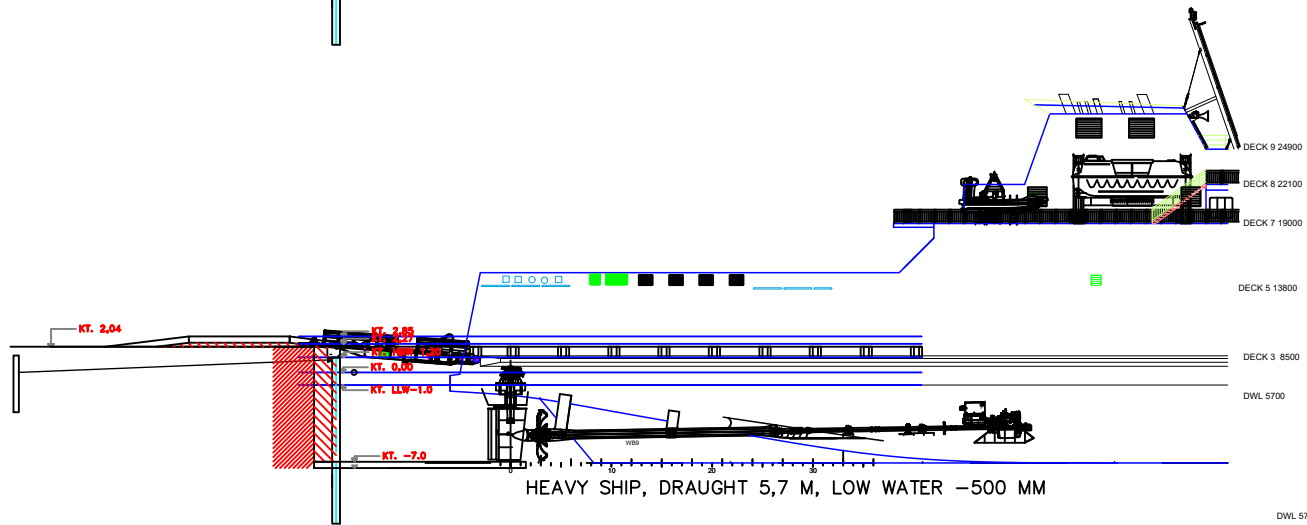 DECK 9 24900
DECK 8 22100
DECK 7 19000
DECK 5 13800
KT. 2,04
KT. 2,85
DECK 3 8500
KT. 0,00
KT. LLW-1.0
DWL 5700
WB9
KT. -7.0
0 10 20 30
HEAVY SHIP, DRAUGHT 5,7 M, LOW WATER -500 MM
DWL 57